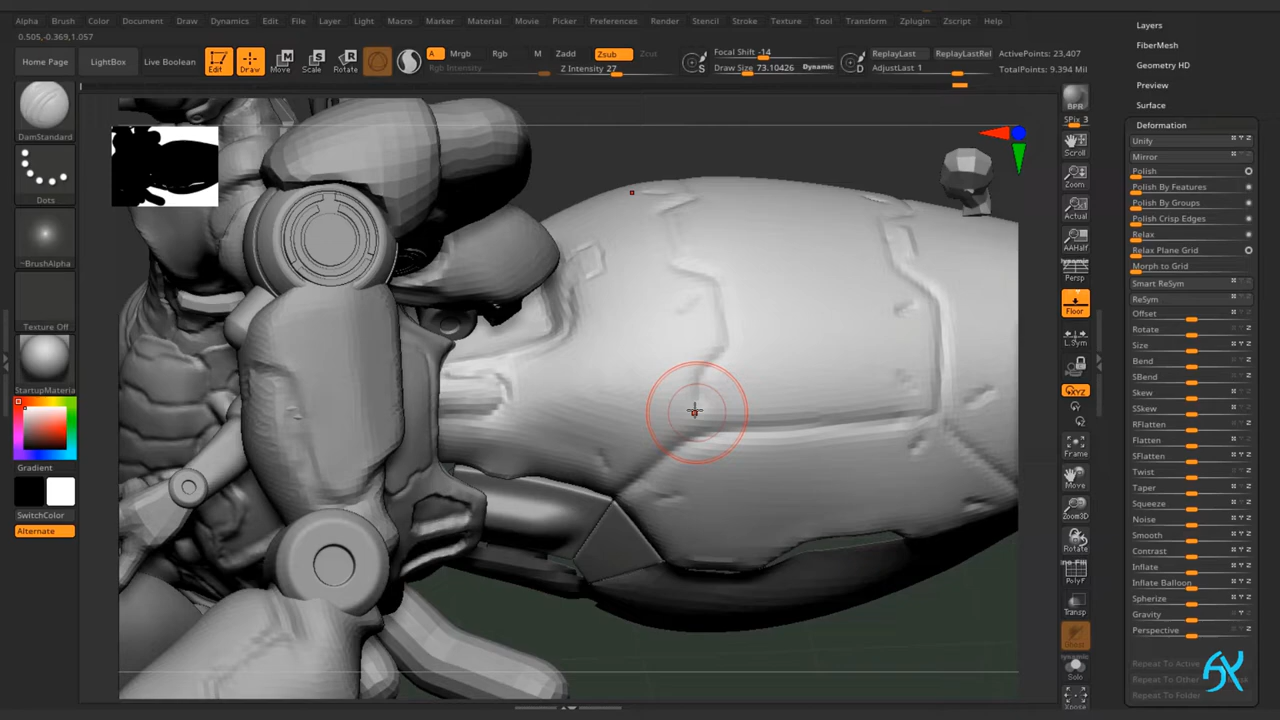 Alpha Brush Color Document Draw Dynamics Edit File Layer Light Macro Marker Material Movie Picker Preferences Render Stencil Stroke Texture Tool Transform Zplugin Zscript Help
0.505,-0.369,1.057
Home Page
LightBox
Live Boolean
Edit
Draw
Move
Scale
Rotate
A
Mrgb
Rgb
M
Zadd
Zsub
Zcut
Rgb Intensity
Z Intensity 27
S
Focal Shift -14
Draw Size 73.10426
Dynamic
D
ReplayLast
ReplayLastRel
AdjustLast 1
ActivePoints: 23,407
TotalPoints: 9.394 Mil
DamStandard
Dots
~BrushAlpha
Texture Off
StartupMateria
Gradient
SwitchColor
Alternate
BPR
SPix 3
Scroll
Zoom
Actual
AAHalf
Dynamic
Persp
Floor
L.Sym
XYZ
Frame
Move
Zoom3D
Rotate
PolyF
Transp
Ghost
Dynamic
Solo
Xpose
Layers
FiberMesh
Geometry HD
Preview
Surface
Deformation
Unify
Mirror
Polish
Polish By Features
Polish By Groups
Polish Crisp Edges
Relax
Relax Plane Grid
Morph to Grid
Smart ReSym
ReSym
Offset
Rotate
Size
Bend
SBend
Skew
SSkew
RFlatten
Flatten
SFlatten
Twist
Taper
Squeeze
Noise
Smooth
Contrast
Inflate
Inflate Balloon
Spherize
Gravity
Perspective
Repeat To Active
Repeat To Other
Repeat To Folder